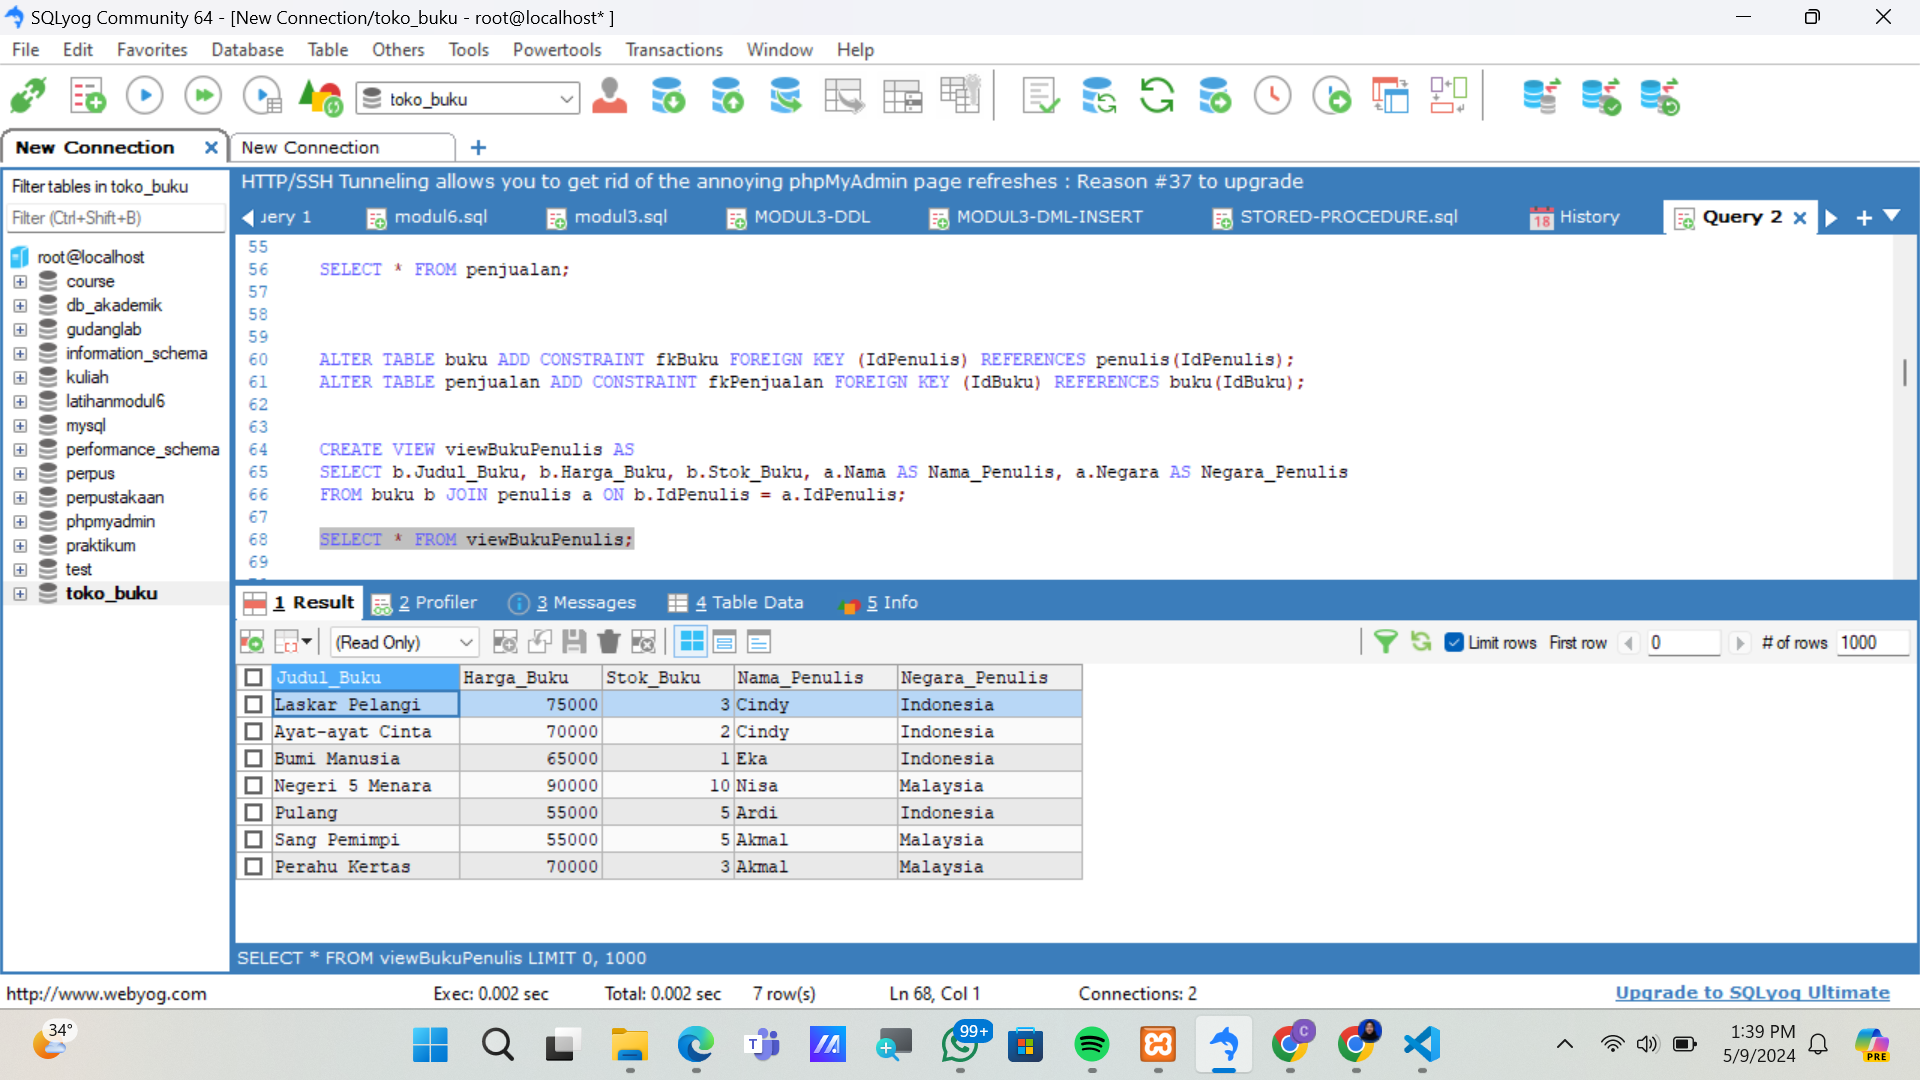 SQLyog Community 64 - [New Connection/toko_buku - root@localhost* ]
File Edit Favorites Database Table Others Tools Powertools Transactions Window Help
toko_buku
New Connection
New Connection
Filter tables in toko_buku
Filter (Ctrl+Shift+B)
root@localhost
course
db_akademik
gudanglab
information_schema
kuliah
latihanmodul6
mysql
performance_schema
perpus
perpustakaan
phpmyadmin
praktikum
test
toko_buku
HTTP/SSH Tunneling allows you to get rid of the annoying phpMyAdmin page refreshes : Reason #37 to upgrade
ery 1 modul6.sql modul3.sql MODUL3-DDL MODUL3-DML-INSERT STORED-PROCEDURE.sql 18 History Query 2
55
56 SELECT * FROM penjualan;
57
58
59
60 ALTER TABLE buku ADD CONSTRAINT fkBuku FOREIGN KEY (IdPenulis) REFERENCES penulis(IdPenulis);
61 ALTER TABLE penjualan ADD CONSTRAINT fkPenjualan FOREIGN KEY (IdBuku) REFERENCES buku(IdBuku);
62
63
64 CREATE VIEW viewBukuPenulis AS
65 SELECT b.Judul_Buku, b.Harga_Buku, b.Stok_Buku, a.Nama AS Nama_Penulis, a.Negara AS Negara_Penulis
66 FROM buku b JOIN penulis a ON b.IdPenulis = a.IdPenulis;
67
68 SELECT * FROM viewBukuPenulis;
69
1 Result 2 Profiler 3 Messages 4 Table Data 5 Info
(Read Only) Limit rows First row 0 # of rows 1000
Judul_Buku Harga_Buku Stok_Buku Nama_Penulis Negara_Penulis
Laskar Pelangi 75000 3 Cindy Indonesia
Ayat-ayat Cinta 70000 2 Cindy Indonesia
Bumi Manusia 65000 1 Eka Indonesia
Negeri 5 Menara 90000 10 Nisa Malaysia
Pulang 55000 5 Ardi Indonesia
Sang Pemimpi 55000 5 Akmal Malaysia
Perahu Kertas 70000 3 Akmal Malaysia
SELECT * FROM viewBukuPenulis LIMIT 0, 1000
http://www.webyog.com Exec: 0.002 sec Total: 0.002 sec 7 row(s) Ln 68, Col 1 Connections: 2 Upgrade to SQLyog Ultimate
34°
T
99+
C
1:39 PM
5/9/2024
PRE